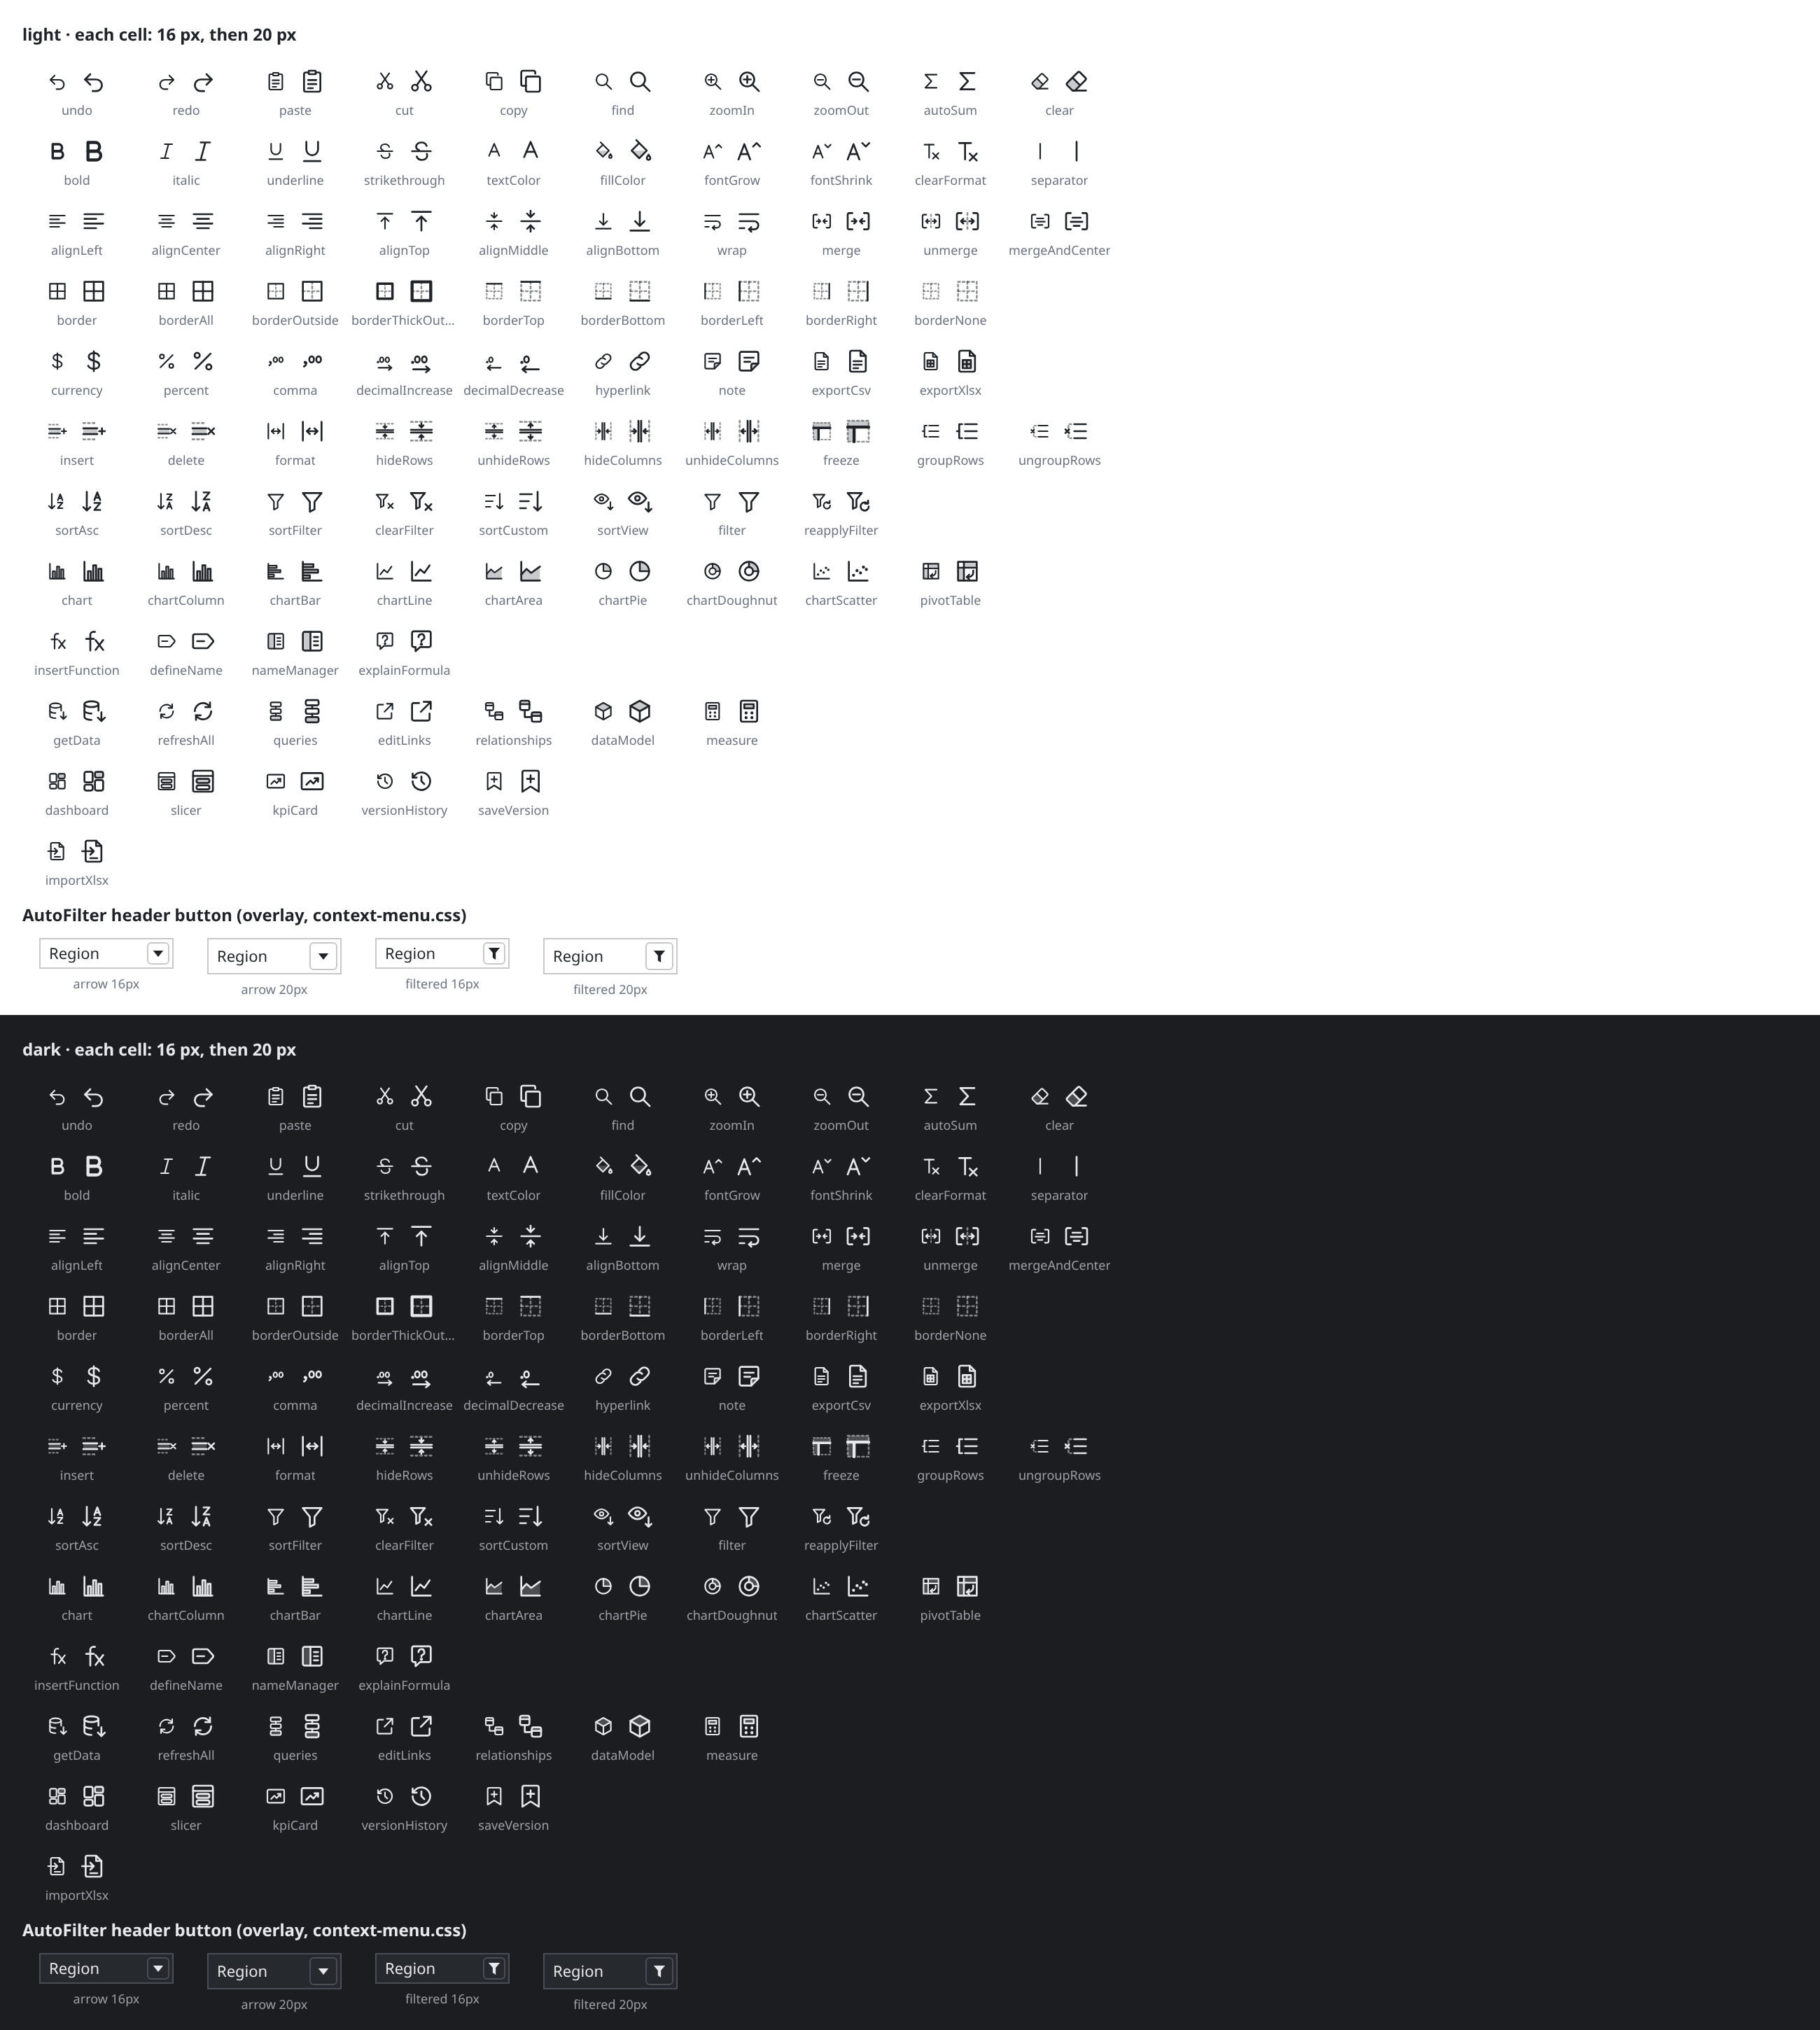 light · each cell: 16 px, then 20 px
undo redo paste cut copy find zoomIn zoomOut autoSum clear
bold italic underline strikethrough textColor fillColor fontGrow fontShrink clearFormat separator
alignLeft alignCenter alignRight alignTop alignMiddle alignBottom wrap merge unmerge mergeAndCenter
border borderAll borderOutside borderThickOut... borderTop borderBottom borderLeft borderRight borderNone
currency percent comma decimalIncrease decimalDecrease hyperlink note exportCsv exportXlsx
insert delete format hideRows unhideRows hideColumns unhideColumns freeze groupRows ungroupRows
sortAsc sortDesc sortFilter clearFilter sortCustom sortView filter reapplyFilter
chart chartColumn chartBar chartLine chartArea chartPie chartDoughnut chartScatter pivotTable
insertFunction defineName nameManager explainFormula
getData refreshAll queries editLinks relationships dataModel measure
dashboard slicer kpiCard versionHistory saveVersion
importXlsx
AutoFilter header button (overlay, context-menu.css)
Region Region Region Region
arrow 16px arrow 20px filtered 16px filtered 20px
dark · each cell: 16 px, then 20 px
undo redo paste cut copy find zoomIn zoomOut autoSum clear
bold italic underline strikethrough textColor fillColor fontGrow fontShrink clearFormat separator
alignLeft alignCenter alignRight alignTop alignMiddle alignBottom wrap merge unmerge mergeAndCenter
border borderAll borderOutside borderThickOut... borderTop borderBottom borderLeft borderRight borderNone
currency percent comma decimalIncrease decimalDecrease hyperlink note exportCsv exportXlsx
insert delete format hideRows unhideRows hideColumns unhideColumns freeze groupRows ungroupRows
sortAsc sortDesc sortFilter clearFilter sortCustom sortView filter reapplyFilter
chart chartColumn chartBar chartLine chartArea chartPie chartDoughnut chartScatter pivotTable
insertFunction defineName nameManager explainFormula
getData refreshAll queries editLinks relationships dataModel measure
dashboard slicer kpiCard versionHistory saveVersion
importXlsx
AutoFilter header button (overlay, context-menu.css)
Region Region Region Region
arrow 16px arrow 20px filtered 16px filtered 20px